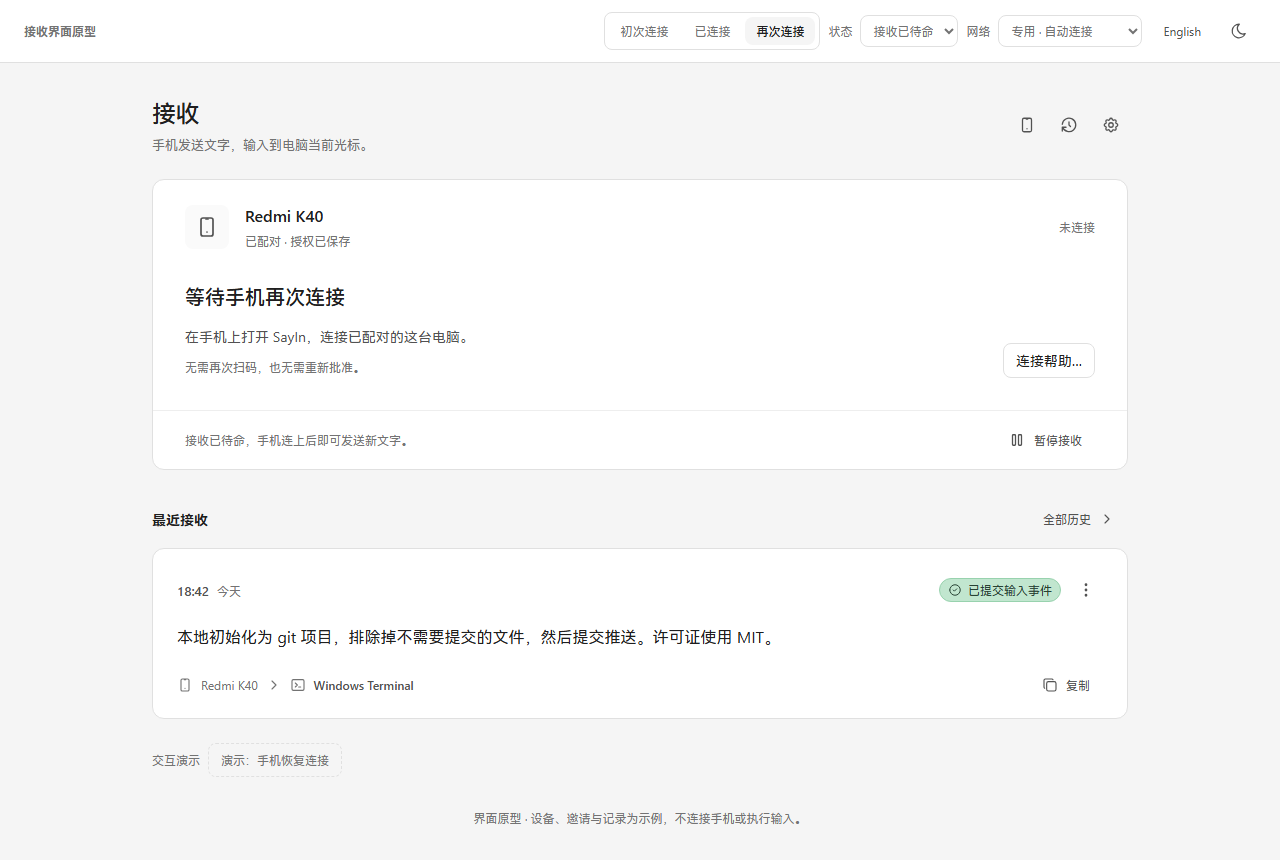 接收界面原型
初次连接 已连接 再次连接 状态 接收已待命 网络 专用 · 自动连接 English
接收
手机发送文字，输入到电脑当前光标。
Redmi K40
已配对 · 授权已保存
未连接
等待手机再次连接
在手机上打开 SayIn，连接已配对的这台电脑。
无需再次扫码，也无需重新批准。
连接帮助...
接收已待命，手机连上后即可发送新文字。
暂停接收
最近接收
全部历史
18:42 今天
已提交输入事件
本地初始化为 git 项目，排除掉不需要提交的文件，然后提交推送。许可证使用 MIT。
Redmi K40 Windows Terminal
复制
交互演示 演示：手机恢复连接
界面原型 · 设备、邀请与记录为示例，不连接手机或执行输入。